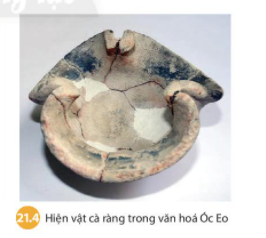 21.4 Hiện vật cà ràng trong văn hoá Óc Eo